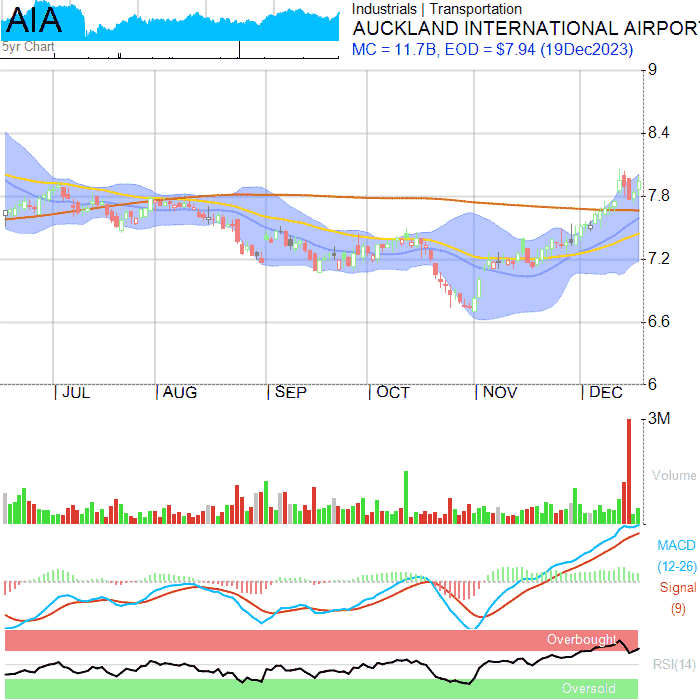 AIA
5yr Chart
Industrials | Transportation
AUCKLAND INTERNATIONAL AIRPORT
MC = 11.7B, EOD = $7.94 (19Dec2023)
9
8.4
7.8
7.2
6.6
6
JUL AUG SEP OCT NOV DEC
3M
Volume
MACD
(12-26)
Signal
(9)
Overbought
RSI(14)
Oversold